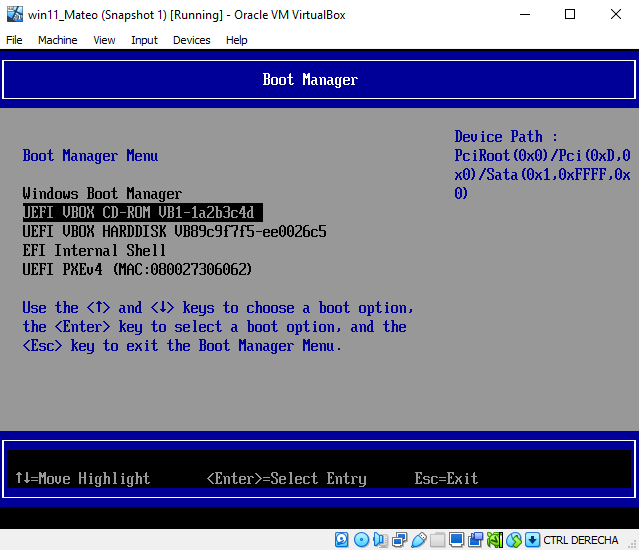 win11_Mateo (Snapshot 1) [Running] - Oracle VM VirtualBox
File Machine View Input Devices Help
Boot Manager
Device Path :
PciRoot(0x0)/Pci(0xD,0
x0)/Sata(0x1,0xFFFF,0x
0)
Boot Manager Menu
Windows Boot Manager
UEFI VBOX CD-ROM VB1-1a2b3c4d
UEFI VBOX HARDDISK VB89c9f7f5-ee0026c5
EFI Internal Shell
UEFI PXEv4 (MAC:080027306062)
Use the <↑> and <↓> keys to choose a boot option,
the <Enter> key to select a boot option, and the
<Esc> key to exit the Boot Manager Menu.
↑↓=Move Highlight <Enter>=Select Entry Esc=Exit
CTRL DERECHA